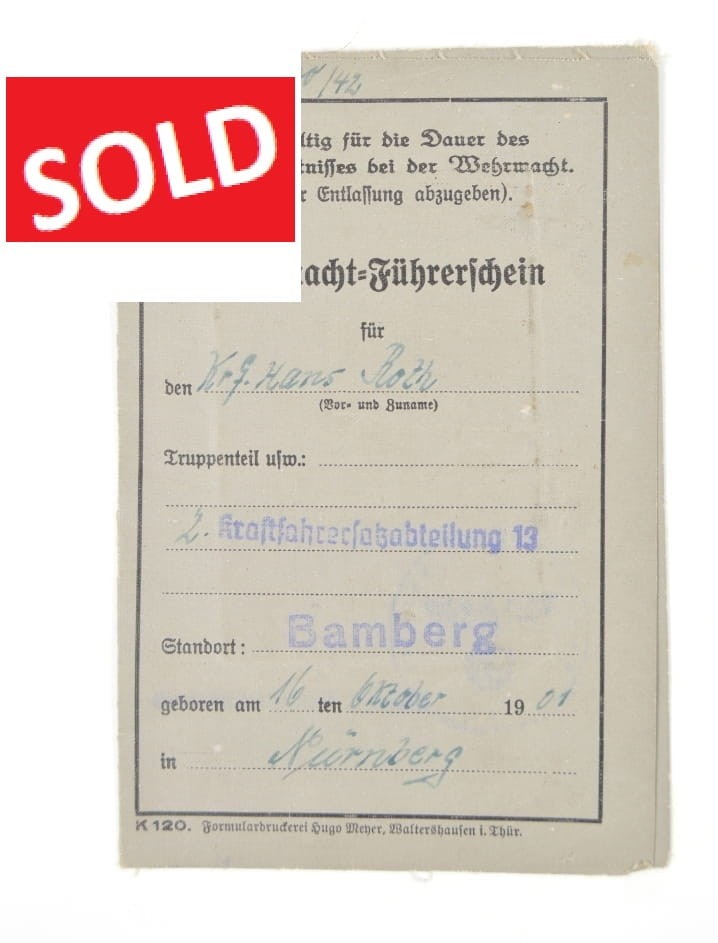 SOLD
/42
ltig für die Dauer des
tnisses bei der Wehrmacht.
r Entlassung abzugeben).
acht=Führerschein
für
den Krf. Hans Roth
(Vor= und Zuname)
Truppenteil usw.:
2. Kraftfahrersatzabteilung 13
Standort: Bamberg
geboren am 16 ten Oktober 1901
in Nürnberg
K 120. Formulardruckerei Hugo Meyer, Waltershausen i. Thür.